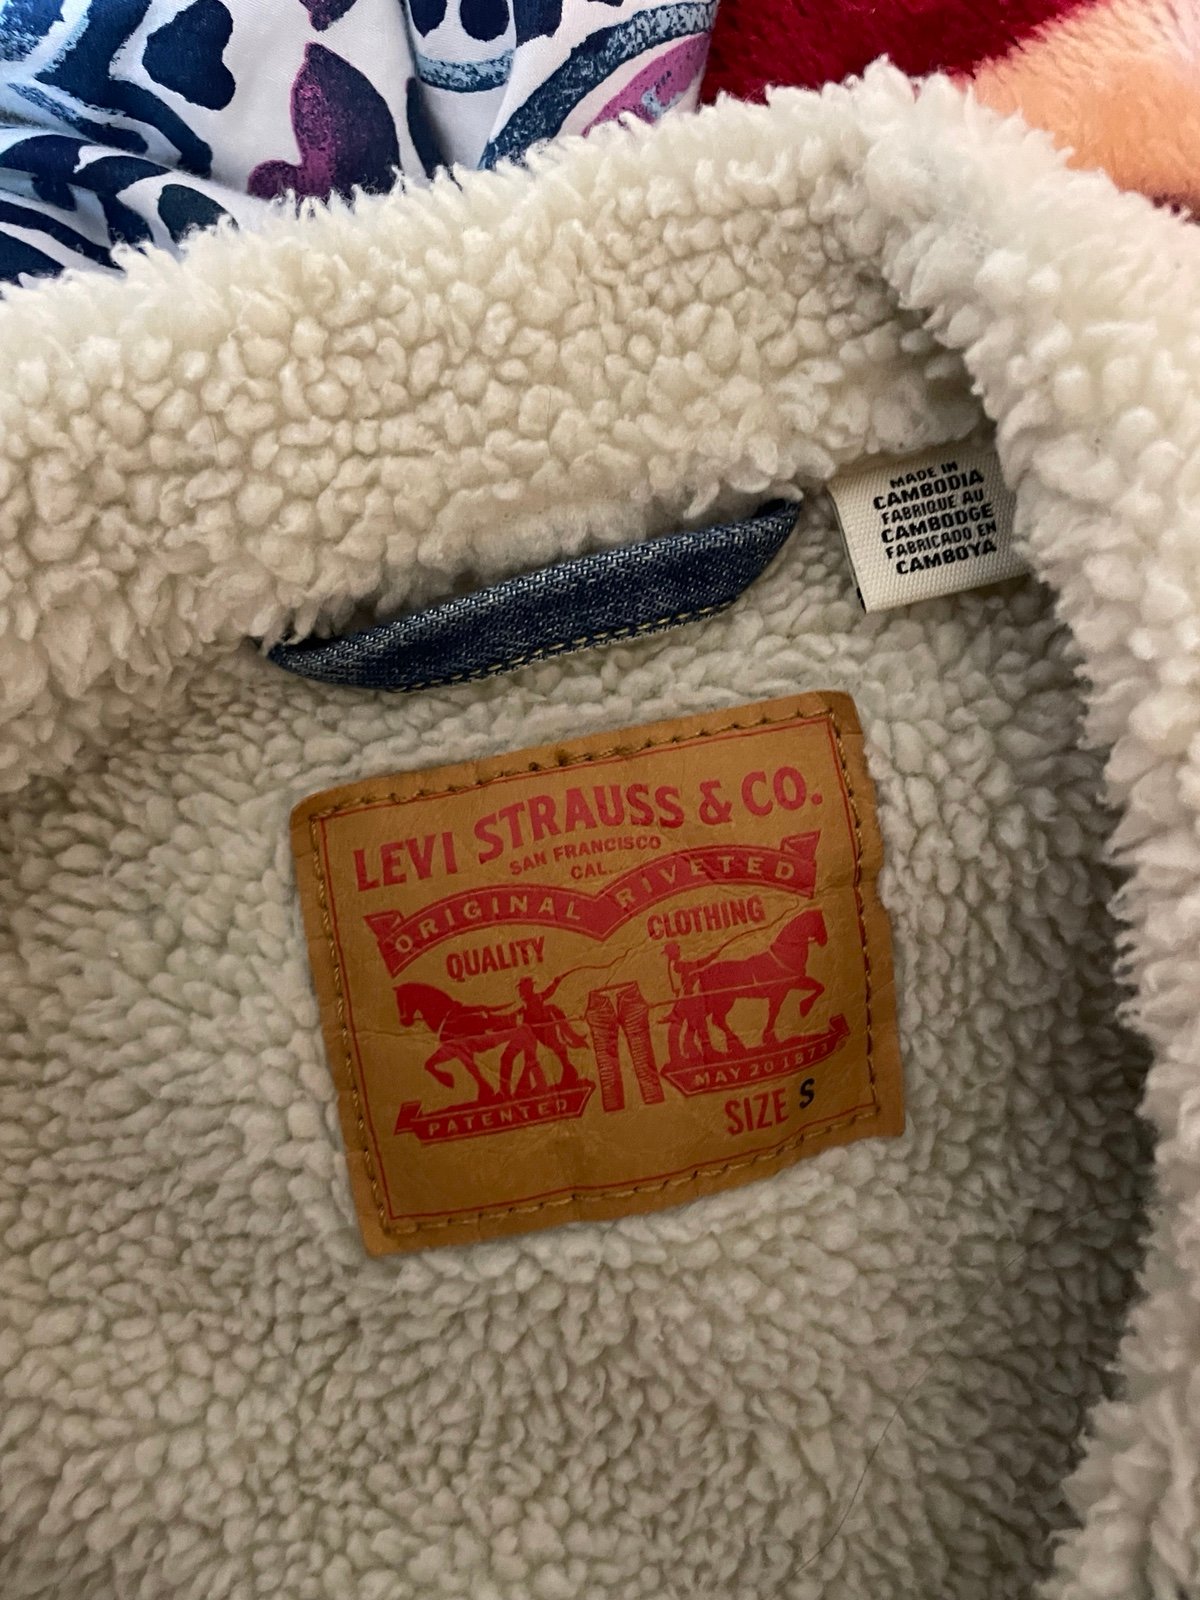 MADE IN
CAMBODIA
FABRIQUE AU
CAMBODGE
FABRICADO EN
CAMBOYA
LEVI STRAUSS & CO.
SAN FRANCISCO
CAL.
ORIGINAL RIVETED
QUALITY CLOTHING
PATENTED MAY 20 1873
SIZE S